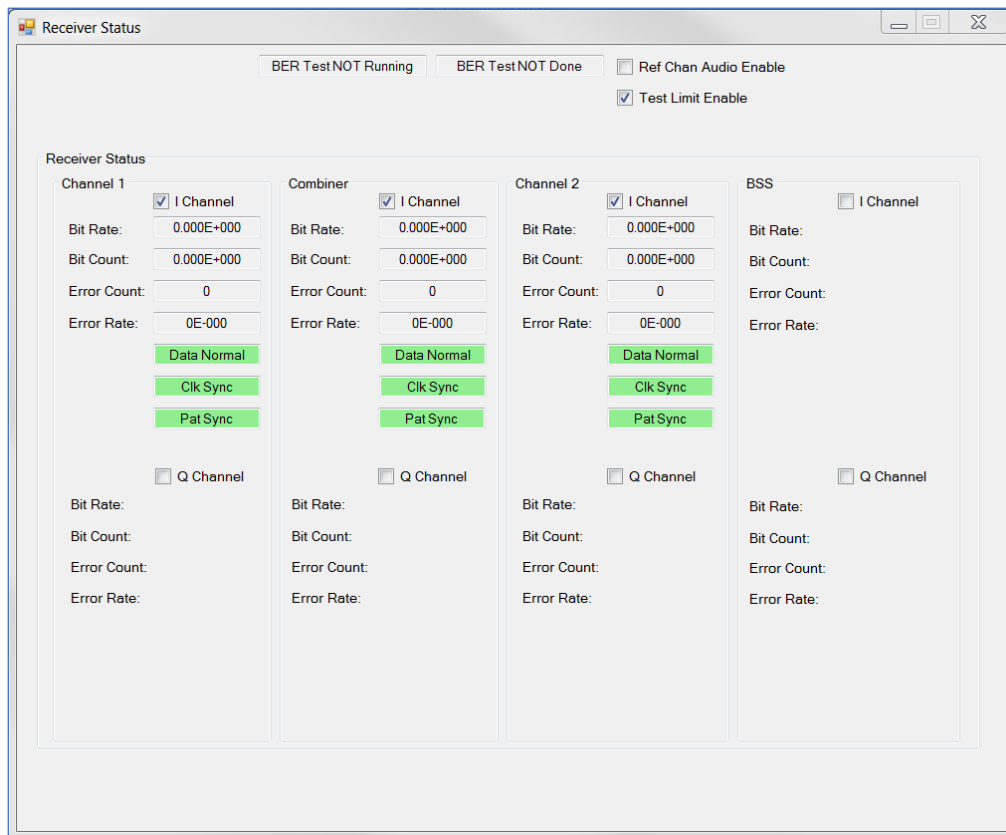 Receiver Status
BER Test NOT Running
BER Test NOT Done
Ref Chan Audio Enable
Test Limit Enable
Receiver Status
Channel 1
I Channel
Bit Rate: 0.000E+000
Bit Count: 0.000E+000
Error Count: 0
Error Rate: 0E-000
Data Normal
Clk Sync
Pat Sync
Q Channel
Bit Rate:
Bit Count:
Error Count:
Error Rate:
Combiner
I Channel
Bit Rate: 0.000E+000
Bit Count: 0.000E+000
Error Count: 0
Error Rate: 0E-000
Data Normal
Clk Sync
Pat Sync
Q Channel
Bit Rate:
Bit Count:
Error Count:
Error Rate:
Channel 2
I Channel
Bit Rate: 0.000E+000
Bit Count: 0.000E+000
Error Count: 0
Error Rate: 0E-000
Data Normal
Clk Sync
Pat Sync
Q Channel
Bit Rate:
Bit Count:
Error Count:
Error Rate:
BSS
I Channel
Bit Rate:
Bit Count:
Error Count:
Error Rate:
Q Channel
Bit Rate:
Bit Count:
Error Count:
Error Rate: